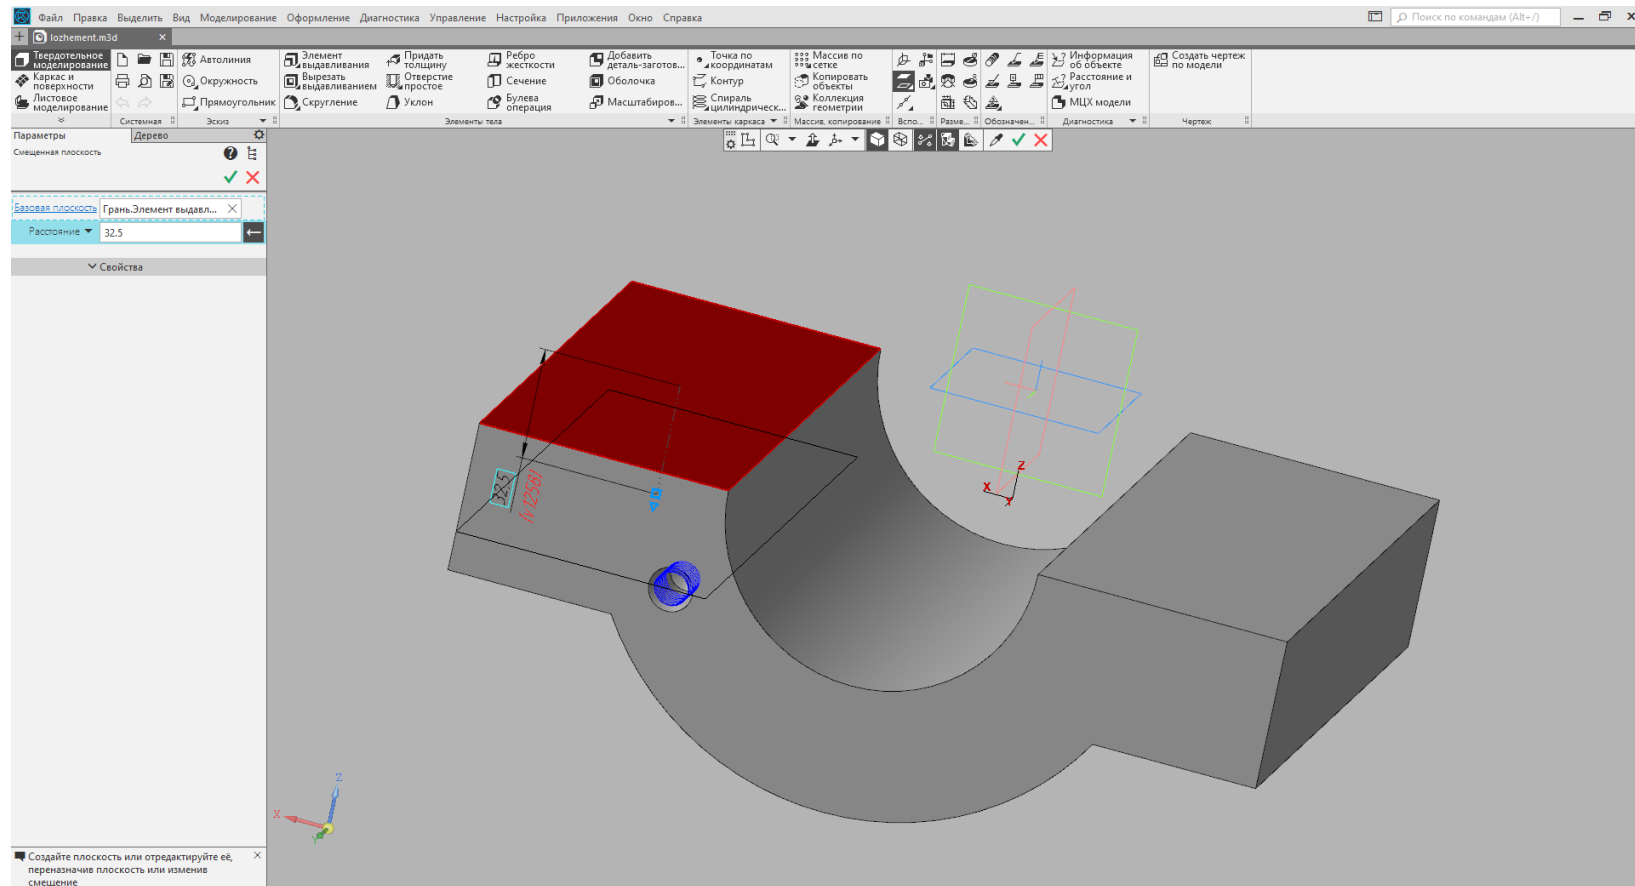 Файл Правка Выделить Вид Моделирование Оформление Диагностика Управление Настройка Приложения Окно Справка
Поиск по командам (Alt+/)
lozhement.m3d
Твердотельное моделирование
Каркас и поверхности
Листовое моделирование
Системная
Автолиния
Окружность
Прямоугольник
Эскиз
Элемент выдавливания
Вырезать выдавливанием
Скругление
Придать толщину
Отверстие простое
Уклон
Ребро жесткости
Сечение
Булева операция
Добавить деталь-заготов...
Оболочка
Масштабиров...
Элементы тела
Точка по координатам
Контур
Спираль цилиндрическ...
Элементы каркаса
Массив по сетке
Копировать объекты
Коллекция геометрии
Массив, копирование
Вспо...
Разме...
Обозначен...
Информация об объекте
Расстояние и угол
МЦХ модели
Диагностика
Создать чертеж по модели
Чертеж
Параметры
Дерево
Смещенная плоскость
Базовая плоскость
Грань.Элемент выдавл...
Расстояние
32.5
Свойства
32.5
X
Y
Z
X
Y
Z
Создайте плоскость или отредактируйте её,
переназначив плоскость или изменив
смещение